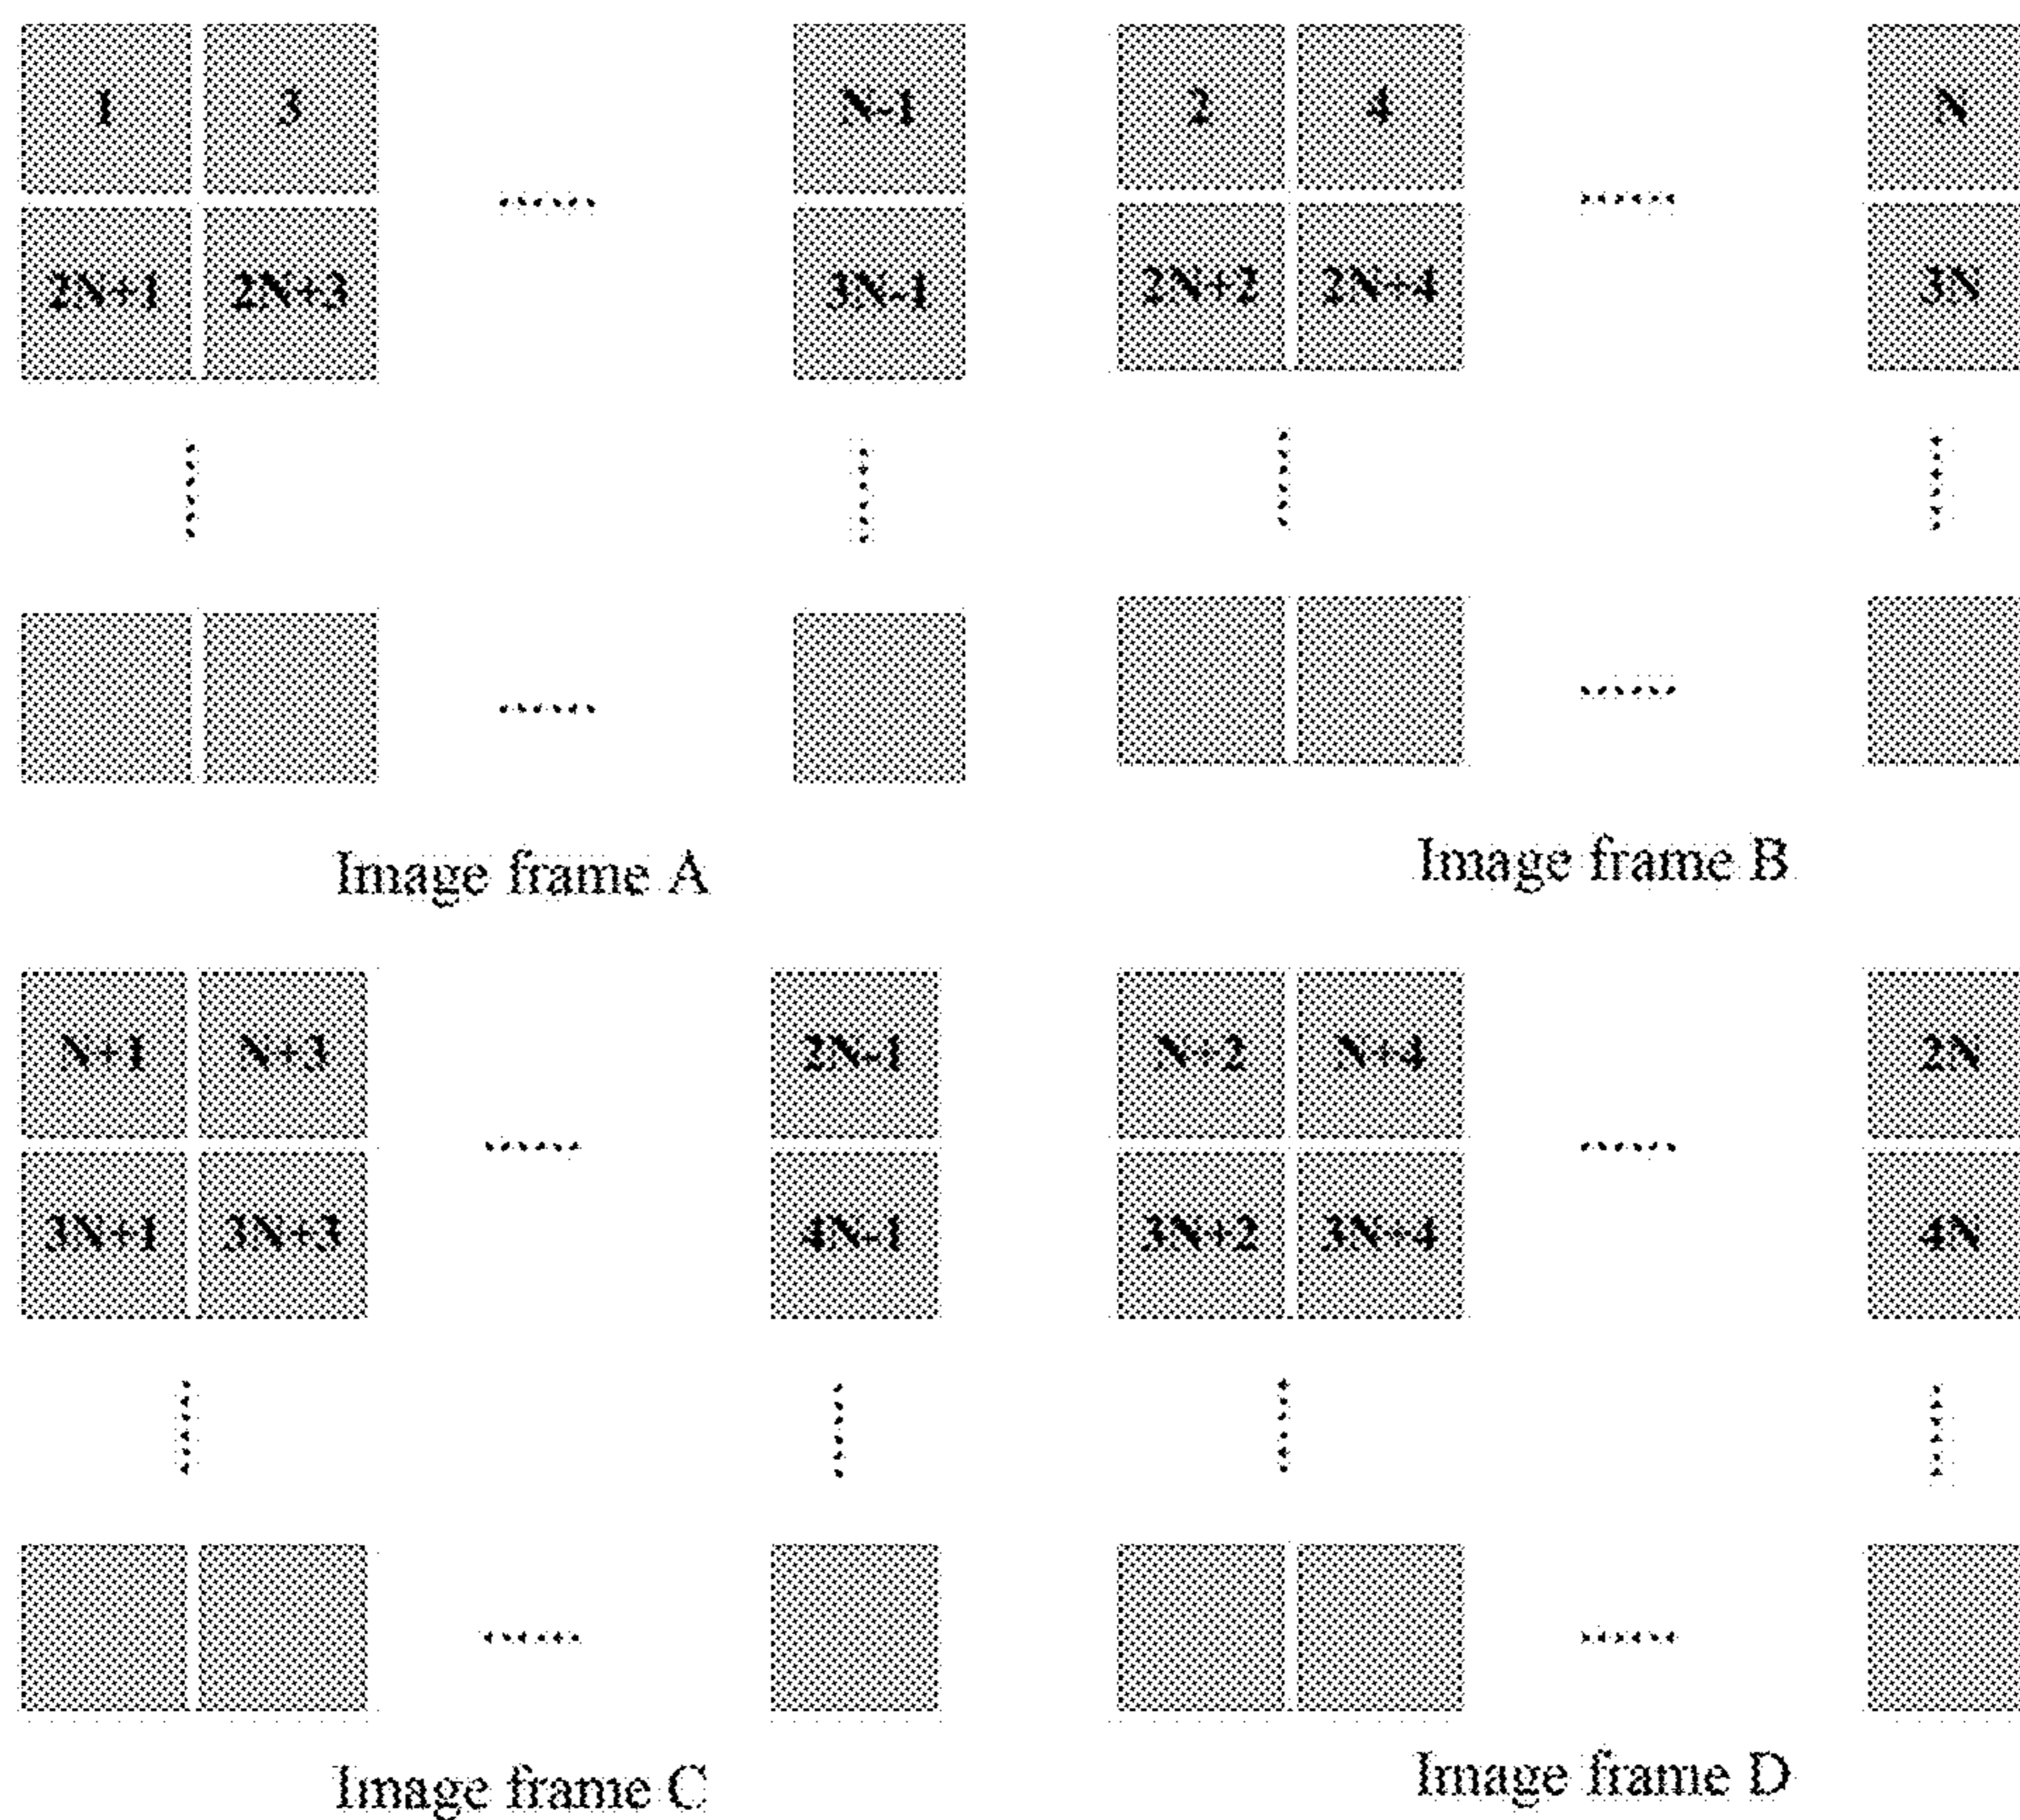 1 3 N-1
2N+1 2N+3 3N-1
Image frame A
2 4 N
2N+2 2N+4 3N
Image frame B
N+1 N+3 2N-1
3N+1 3N+3 4N-1
Image frame C
N+2 N+4 2N
3N+2 3N+4 4N
Image frame D